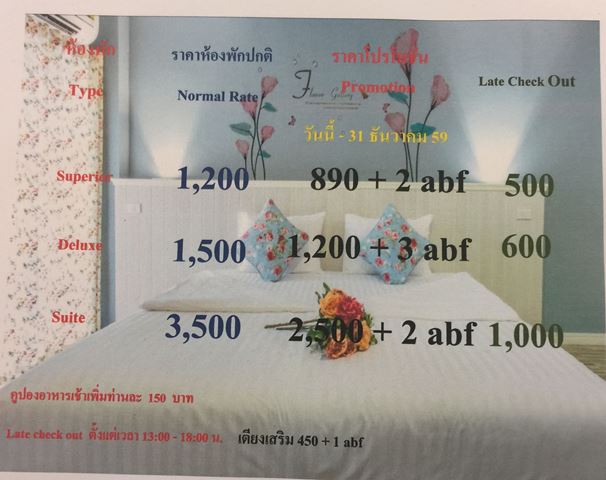 ห้องพัก ราคาห้องพักปกติ ราคาโปรโมชั่น
Type Normal Rate Promotion Late Check Out
Flower Gallery
วันนี้ - 31 ธันวาคม 59
Superior 1,200 890 + 2 abf 500
Deluxe 1,500 1,200 + 3 abf 600
Suite 3,500 2,500 + 2 abf 1,000
คูปองอาหารเช้าเพิ่มท่านละ 150 บาท
Late check out ตั้งแต่เวลา 13:00 - 18:00 น. เตียงเสริม 450 + 1 abf